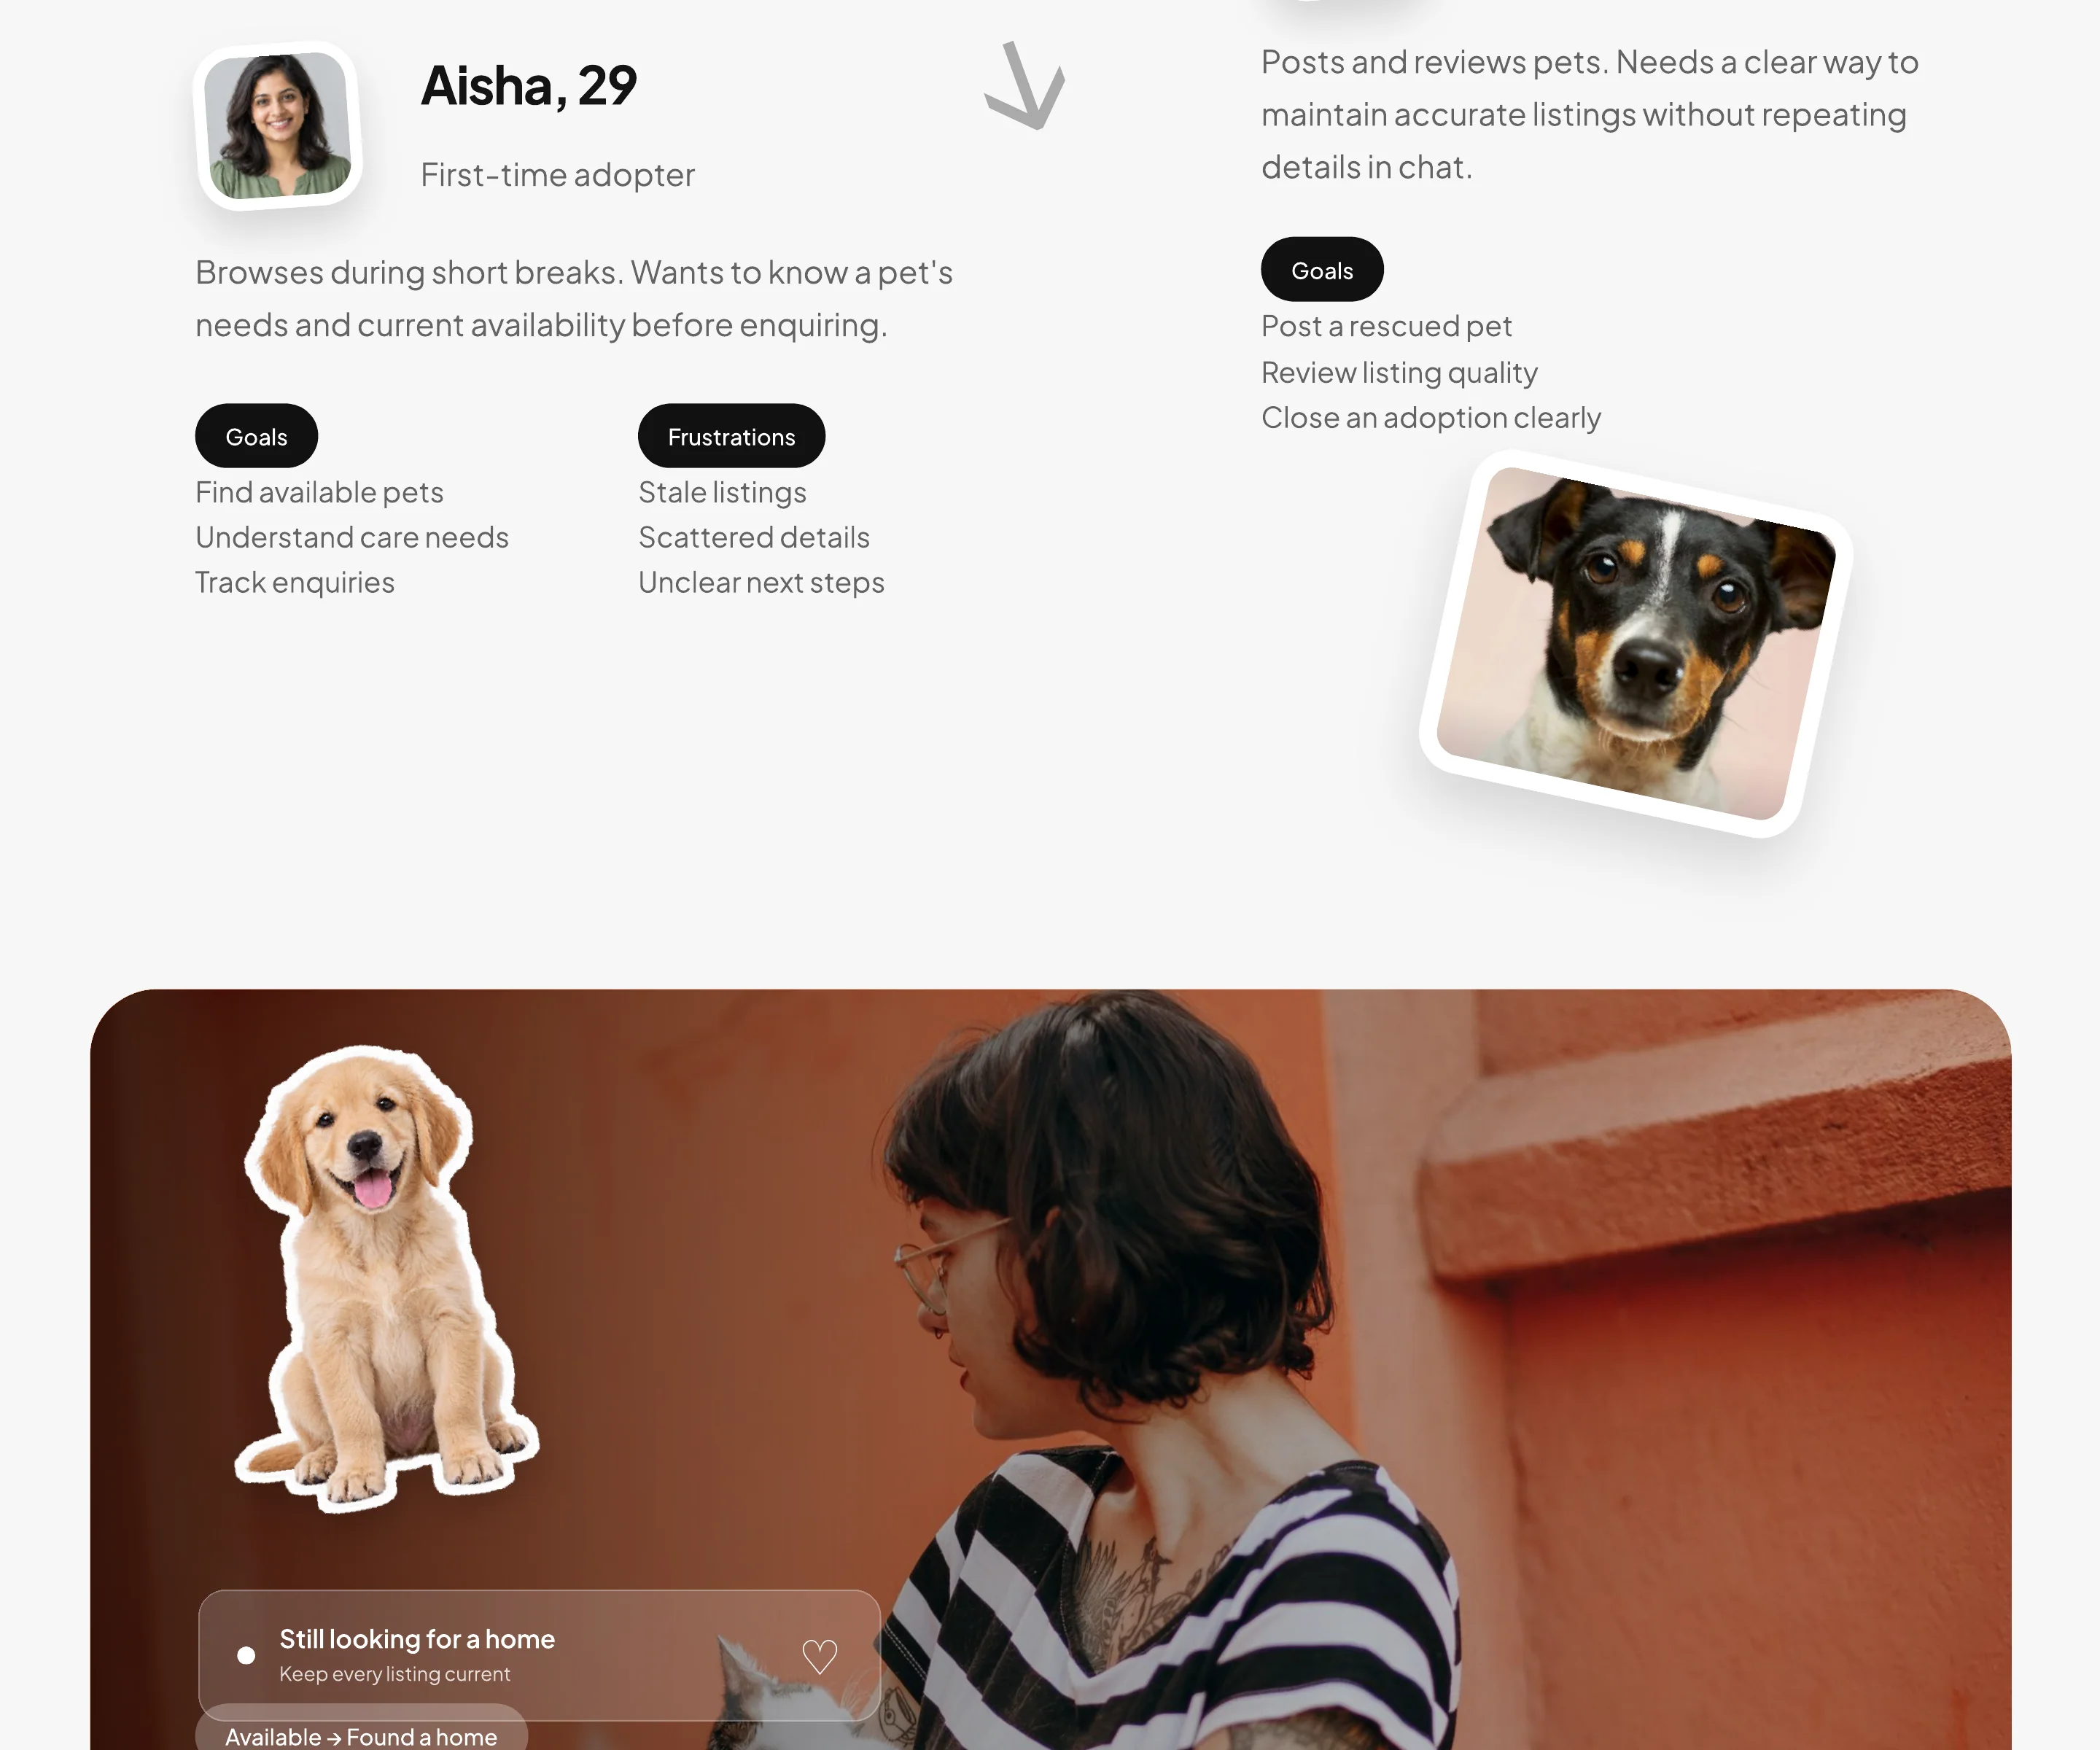 Aisha, 29
First-time adopter
Browses during short breaks. Wants to know a pet's
needs and current availability before enquiring.
Goals
Find available pets
Understand care needs
Track enquiries
Frustrations
Stale listings
Scattered details
Unclear next steps
Posts and reviews pets. Needs a clear way to
maintain accurate listings without repeating
details in chat.
Goals
Post a rescued pet
Review listing quality
Close an adoption clearly
Still looking for a home
Keep every listing current
Available → Found a home